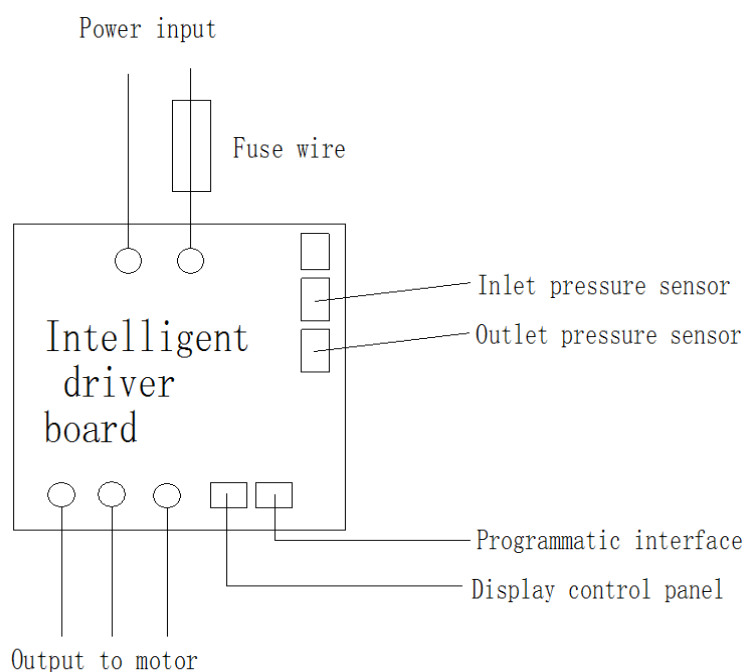 Power input
Fuse wire
Inlet pressure sensor
Outlet pressure sensor
Intelligent
driver
board
Programmatic interface
Display control panel
Output to motor